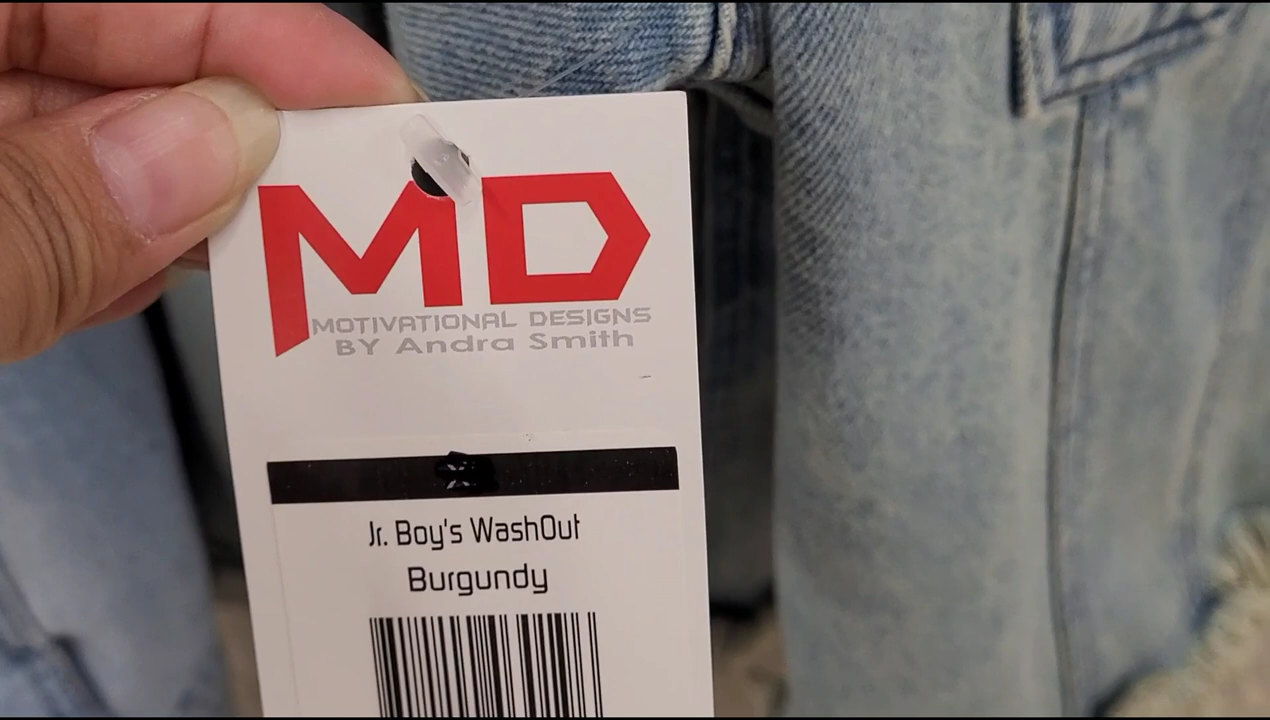 MD
MOTIVATIONAL DESIGNS
BY Andra Smith
Jr. Boy's WashOut
Burgundy